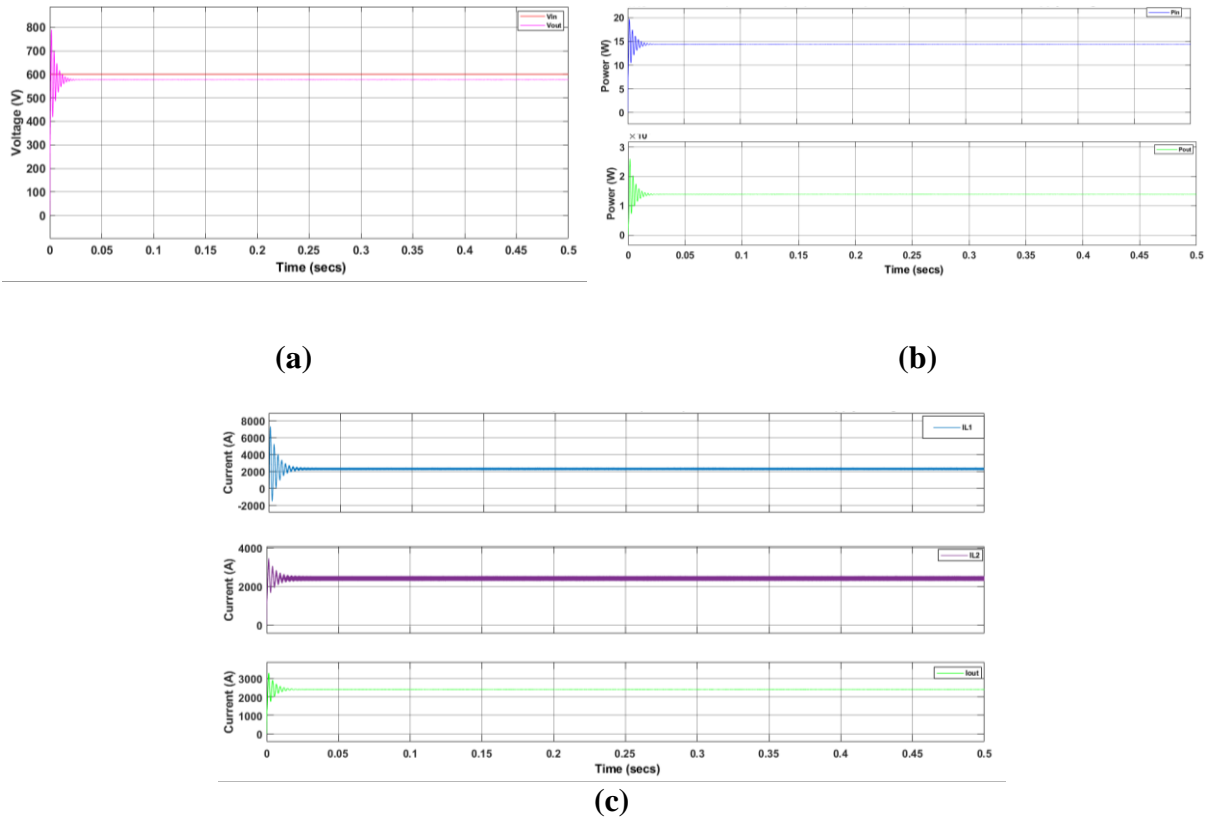 Vin
Vout
800
700
600
500
400
300
200
100
0
Voltage (V)
0 0.05 0.1 0.15 0.2 0.25 0.3 0.35 0.4 0.45 0.5
Time (secs)
(a)
Pin
20
15
10
5
0
Power (W)
Pout
3
2
1
0
Power (W)
0 0.05 0.1 0.15 0.2 0.25 0.3 0.35 0.4 0.45 0.5
Time (secs)
(b)
IL1
8000
6000
4000
2000
0
-2000
Current (A)
IL2
4000
2000
0
Current (A)
Iout
3000
2000
1000
0
Current (A)
0 0.05 0.1 0.15 0.2 0.25 0.3 0.35 0.4 0.45 0.5
Time (secs)
(c)